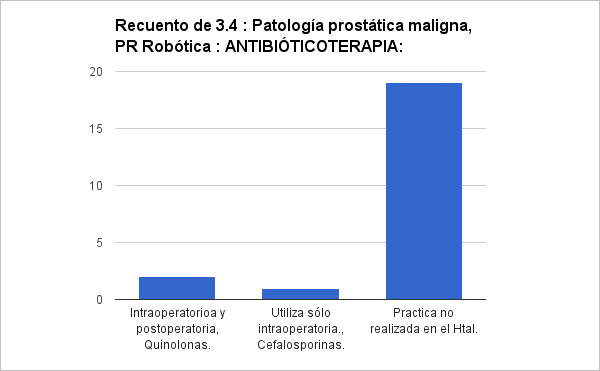 Recuento de 3.4 : Patología prostática maligna,
PR Robótica : ANTIBIÓTICOTERAPIA:
20
15
10
5
0
Intraoperatorioa y
postoperatoria,
Quinolonas.
Utiliza sólo
intraoperatoria.,
Cefalosporinas.
Practica no
realizada en el Htal.